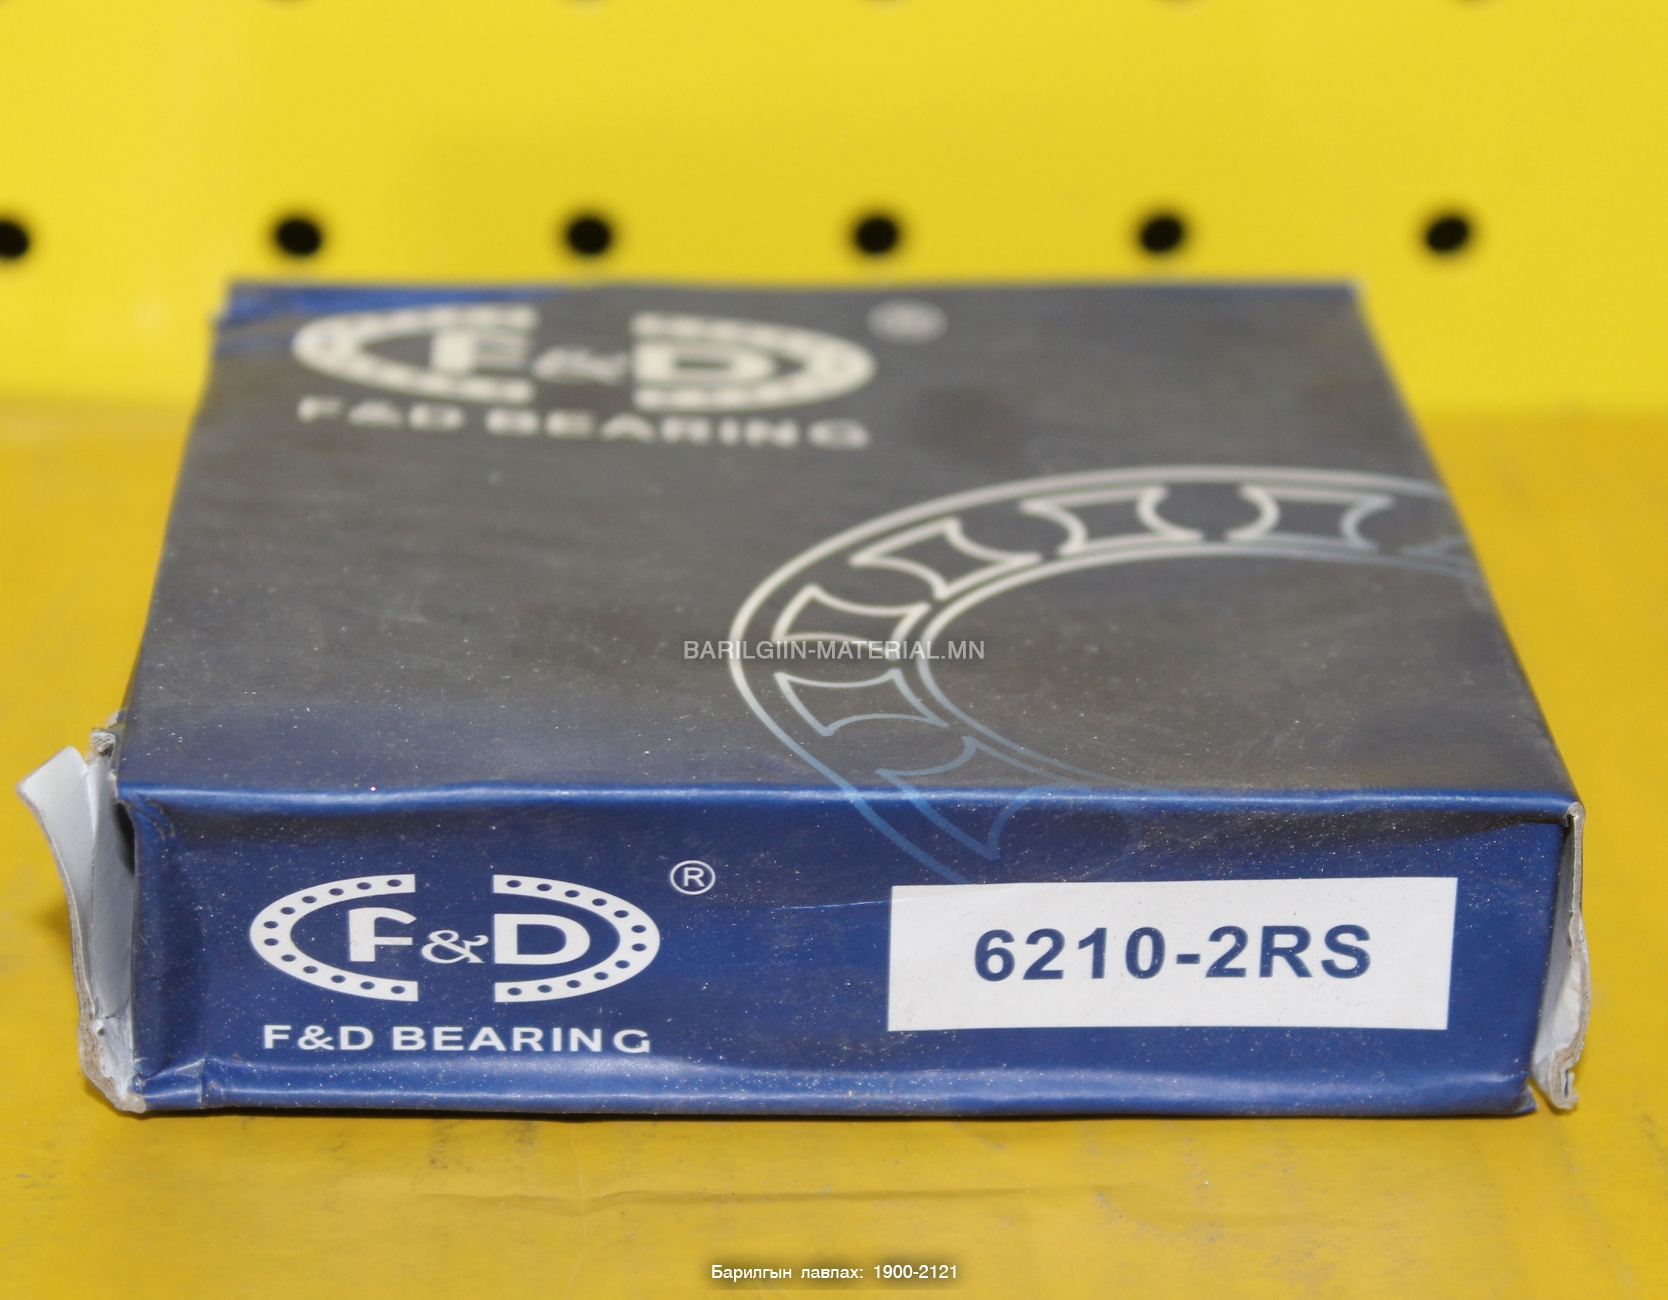 F&D
®
F&D BEARING
BARILGIIN-MATERIAL.MN
F&D
®
F&D BEARING
6210-2RS
Барилгын лавлах: 1900-2121